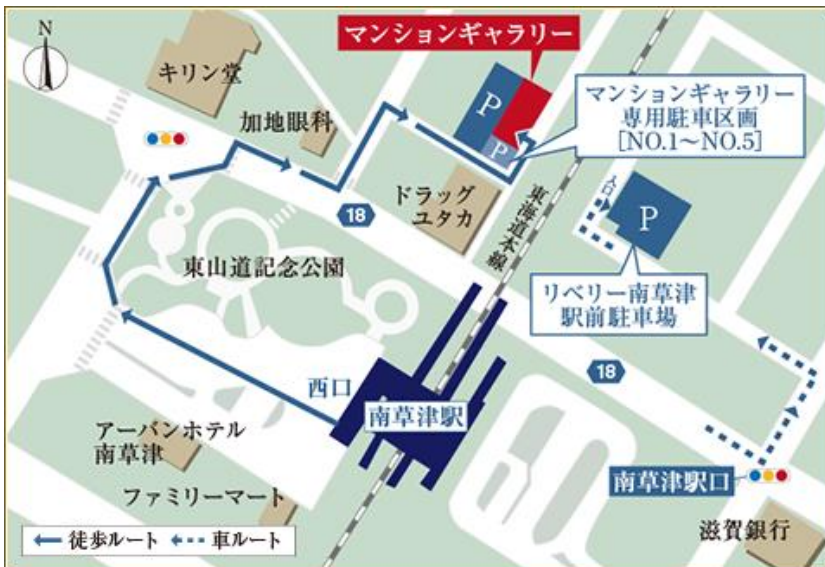 N
マンションギャラリー
キリン堂
P
マンションギャラリー
専用駐車区画
[NO.1～NO.5]
加地眼科
P
入口
ドラッグ
ユタカ
東海道本線
P
18
東山道記念公園
リベリー南草津
駅前駐車場
西口
18
南草津駅
アーバンホテル
南草津
ファミリーマート
南草津駅口
滋賀銀行
徒歩ルート
車ルート